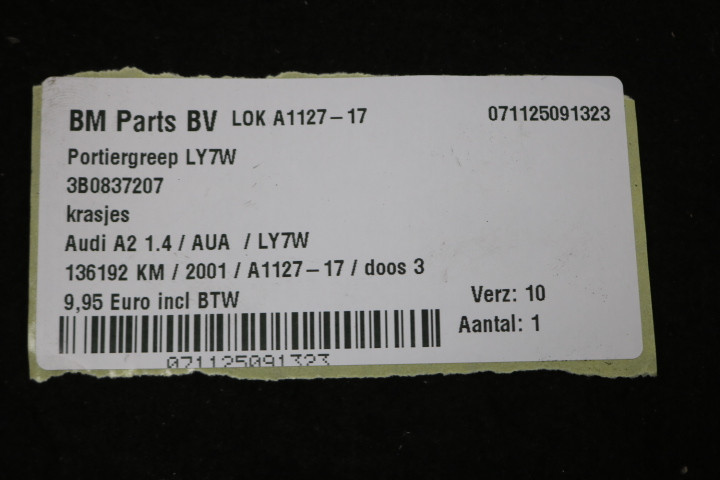 BM Parts BV LOK A1127-17 071125091323
Portiergreep LY7W
3B0837207
krasjes
Audi A2 1.4 / AUA / LY7W
136192 KM / 2001 / A1127-17 / doos 3
9,95 Euro incl BTW Verz: 10
Aantal: 1
071125091323